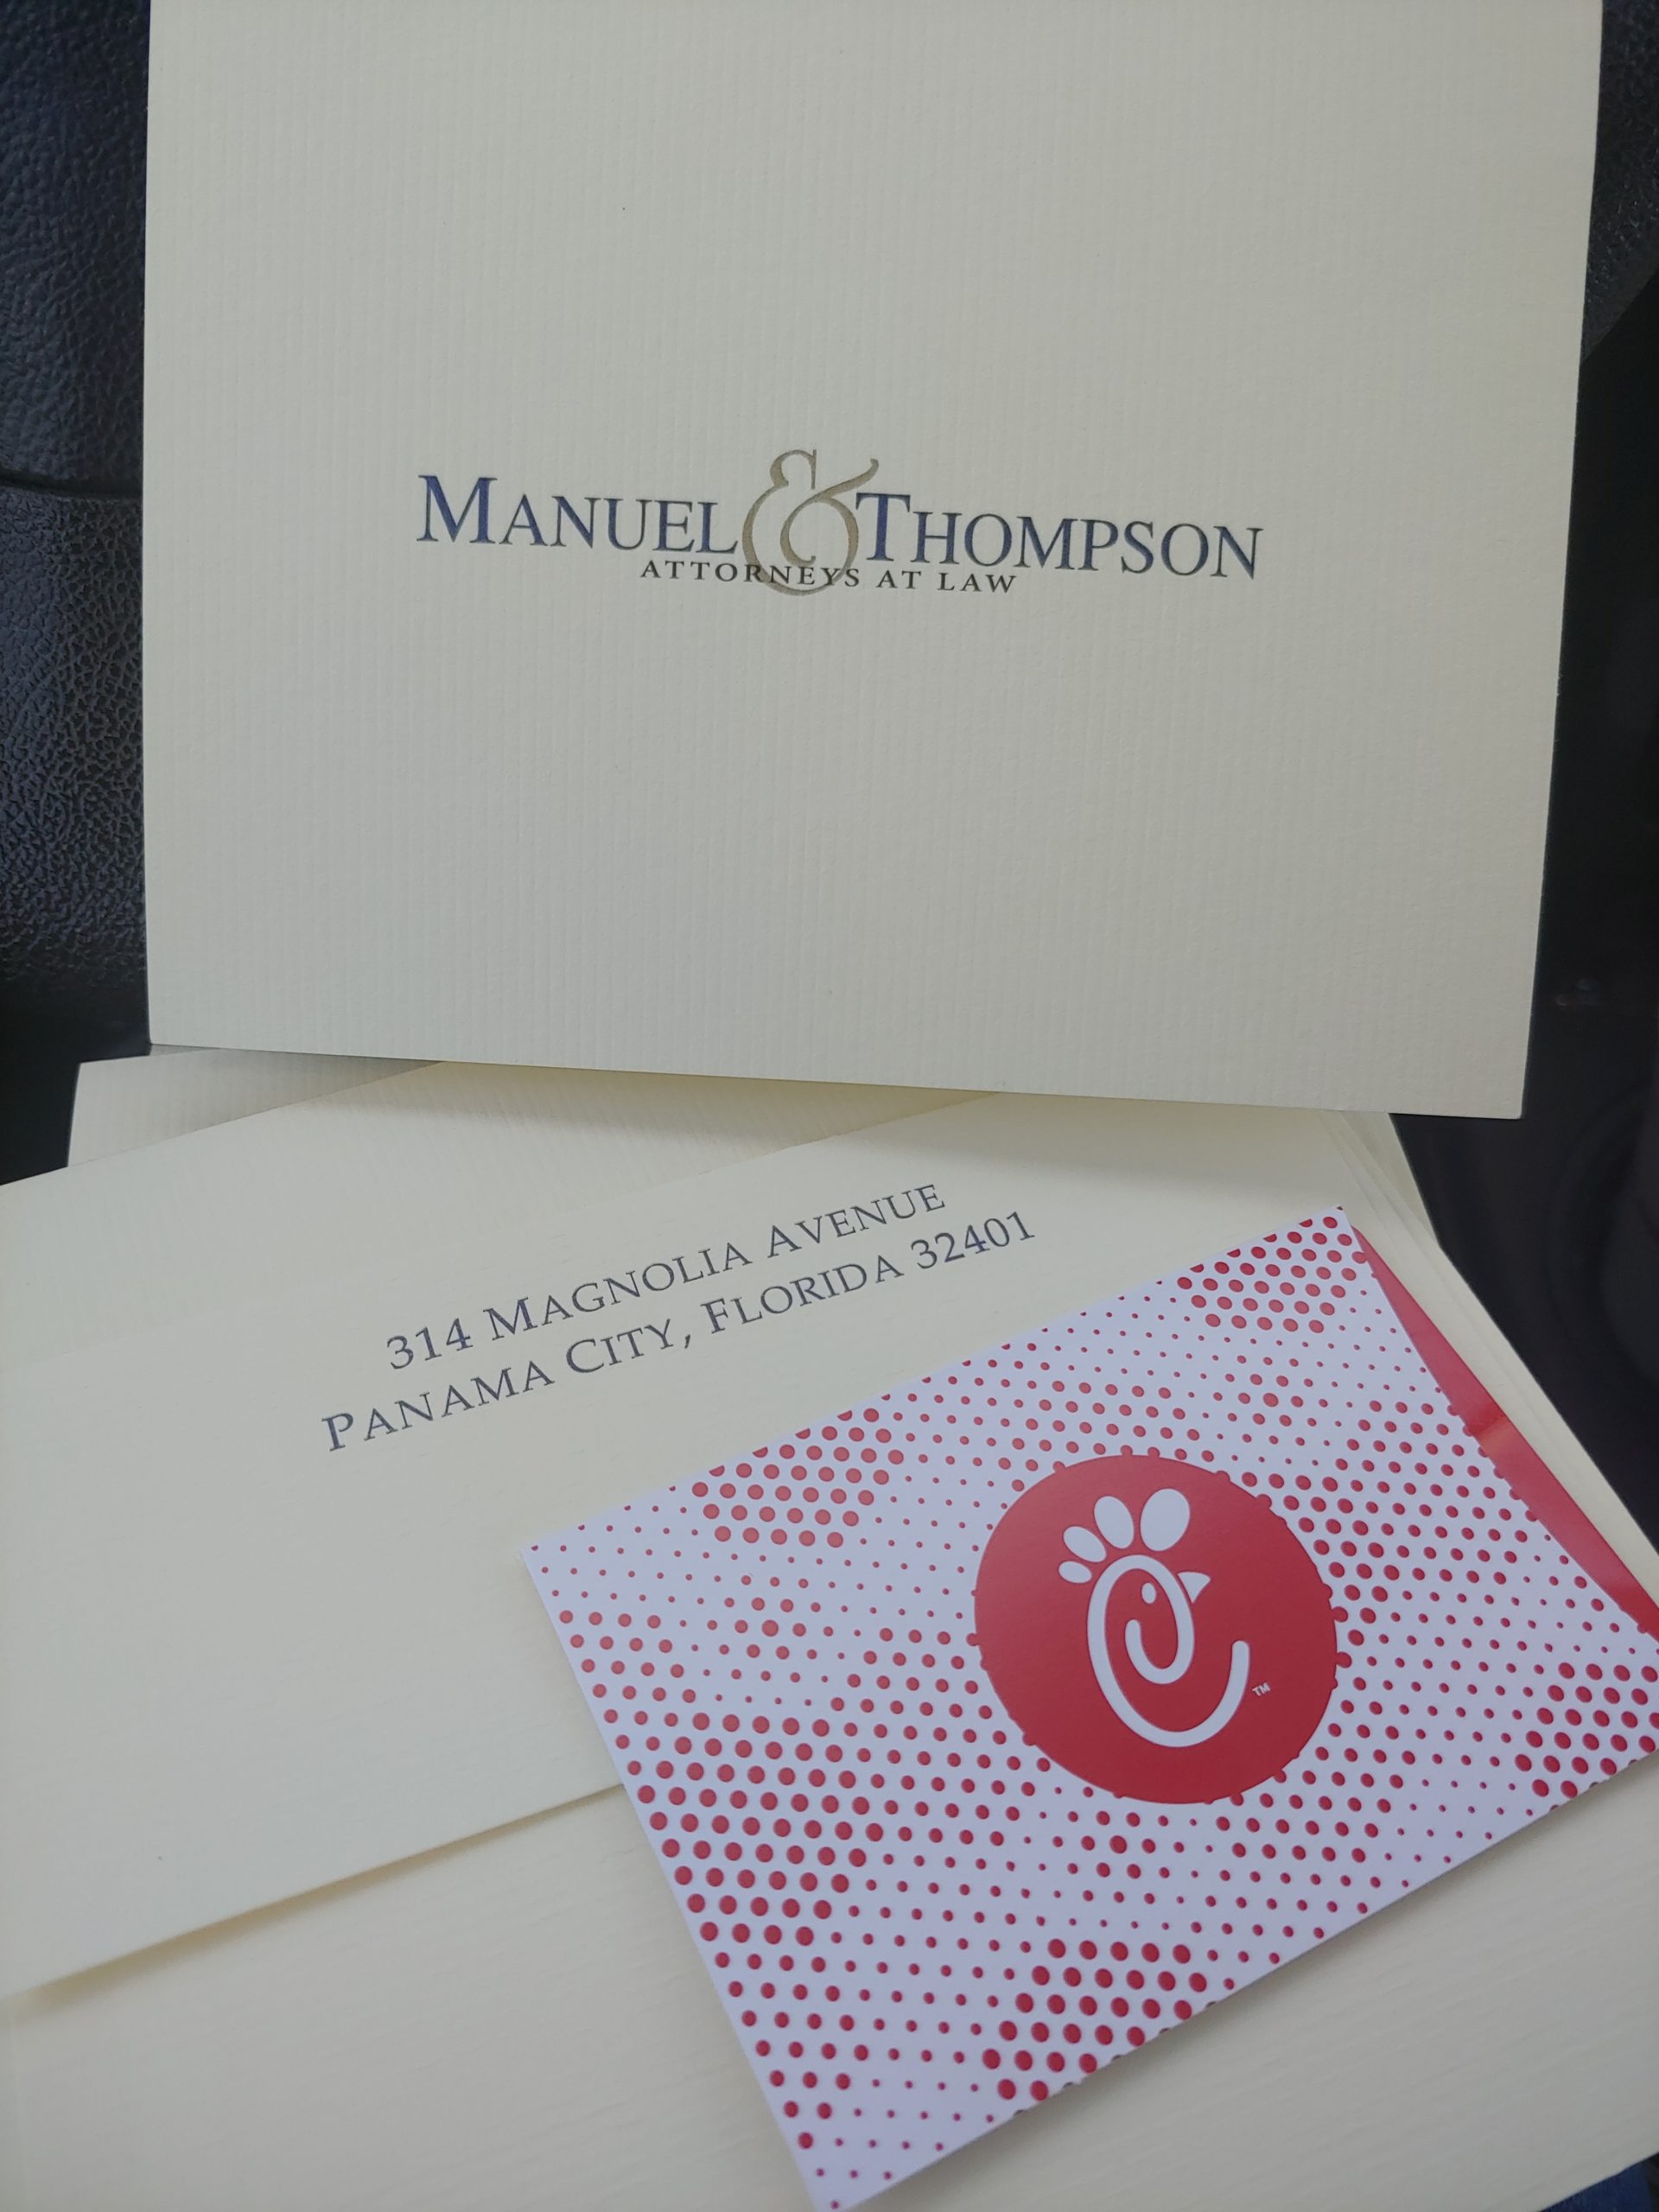 MANUEL & THOMPSON
ATTORNEYS AT LAW
314 MAGNOLIA AVENUE
PANAMA CITY, FLORIDA 32401
C
TM